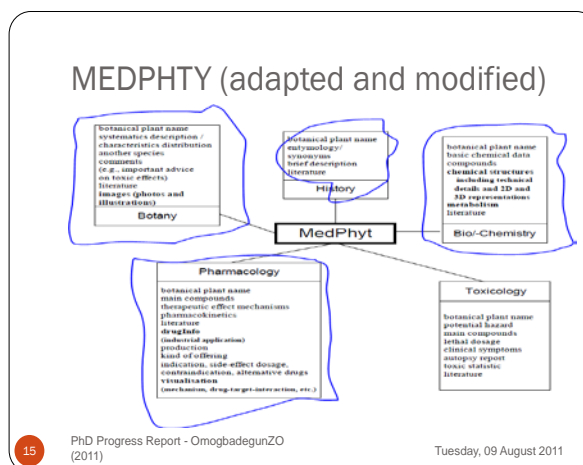 MEDPHTY (adapted and modified)
botanical plant name
systematics description /
characteristics distribution
another species
comments
(e.g., important advice
on toxic effects)
literature
images (photos and
illustrations)
Botany
botanical plant name
entymology/
synonyms
brief description
literature
History
botanical plant name
basic chemical data
compounds
chemical structures
including technical
details and 2D and
3D representations
metabolism
literature
Bio/-Chemistry
MedPhyt
Pharmacology
botanical plant name
main compounds
therapeutic effect mechanisms
pharmacokinetics
literature
drugInfo
(industrial application)
production
kind of offering
indication, side-effect dosage,
contraindication, alternative drugs
visualisation
(mechanism, drug-target-interaction, etc.)
Toxicology
botanical plant name
potential hazard
main compounds
lethal dosage
clinical symptoms
autopsy report
toxic statistic
literature
15
PhD Progress Report - OmogbadegunZO
(2011)
Tuesday, 09 August 2011